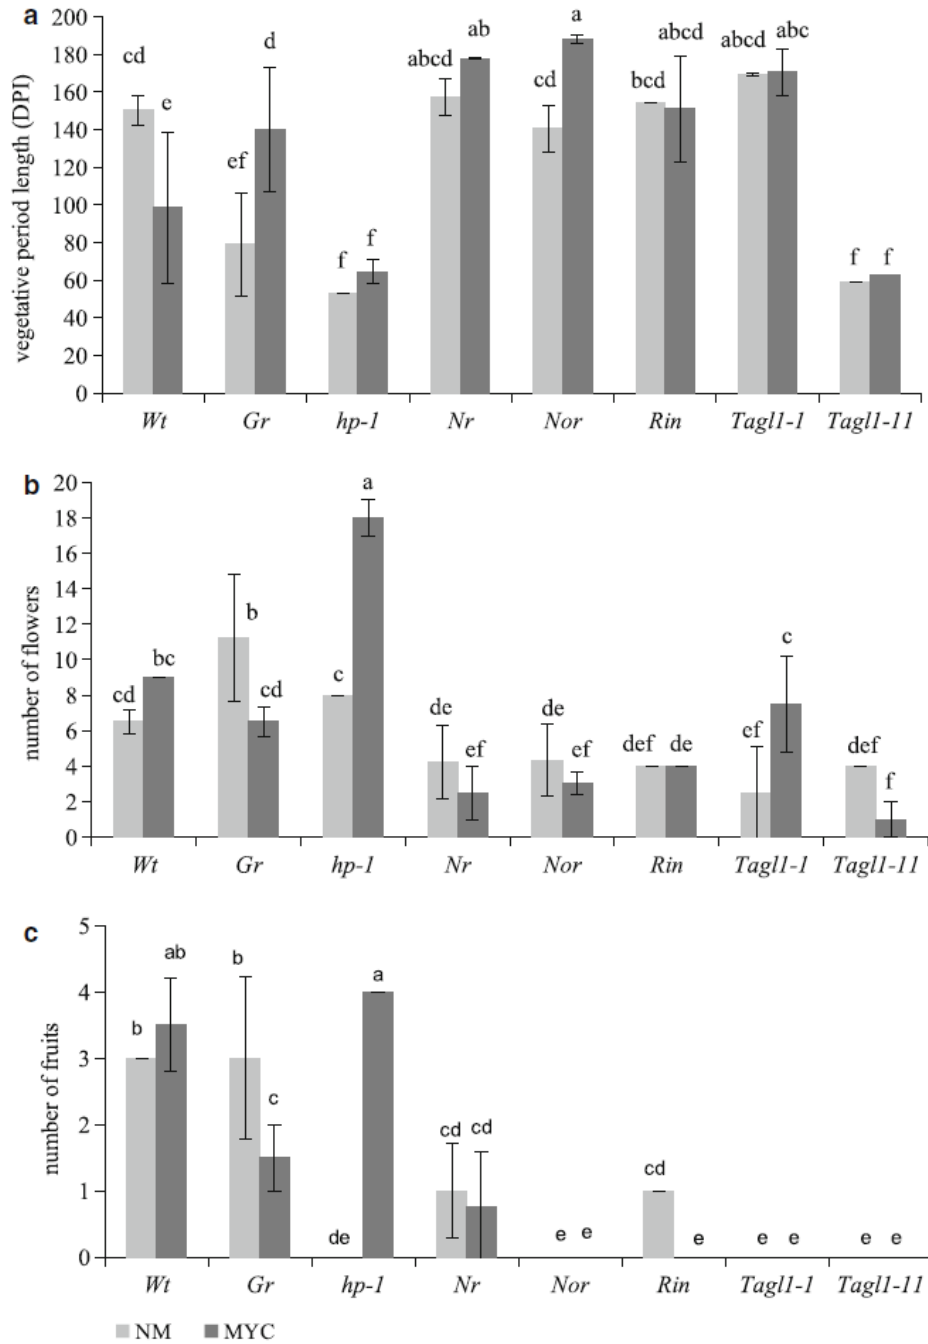 a
vegetative period length (DPI)
200
180
160
140
120
100
80
60
40
20
0
cd e ef d f f abcd ab cd a bcd abcd abcd abc f f
Wt Gr hp-1 Nr Nor Rin Tagl1-1 Tagl1-11
b
number of flowers
20
18
16
14
12
10
8
6
4
2
0
cd bc b cd c a de ef de ef def de ef c def f
Wt Gr hp-1 Nr Nor Rin Tagl1-1 Tagl1-11
c
number of fruits
5
4
3
2
1
0
b ab b c de a cd cd e e cd e e e e e
Wt Gr hp-1 Nr Nor Rin Tagl1-1 Tagl1-11
NM MYC